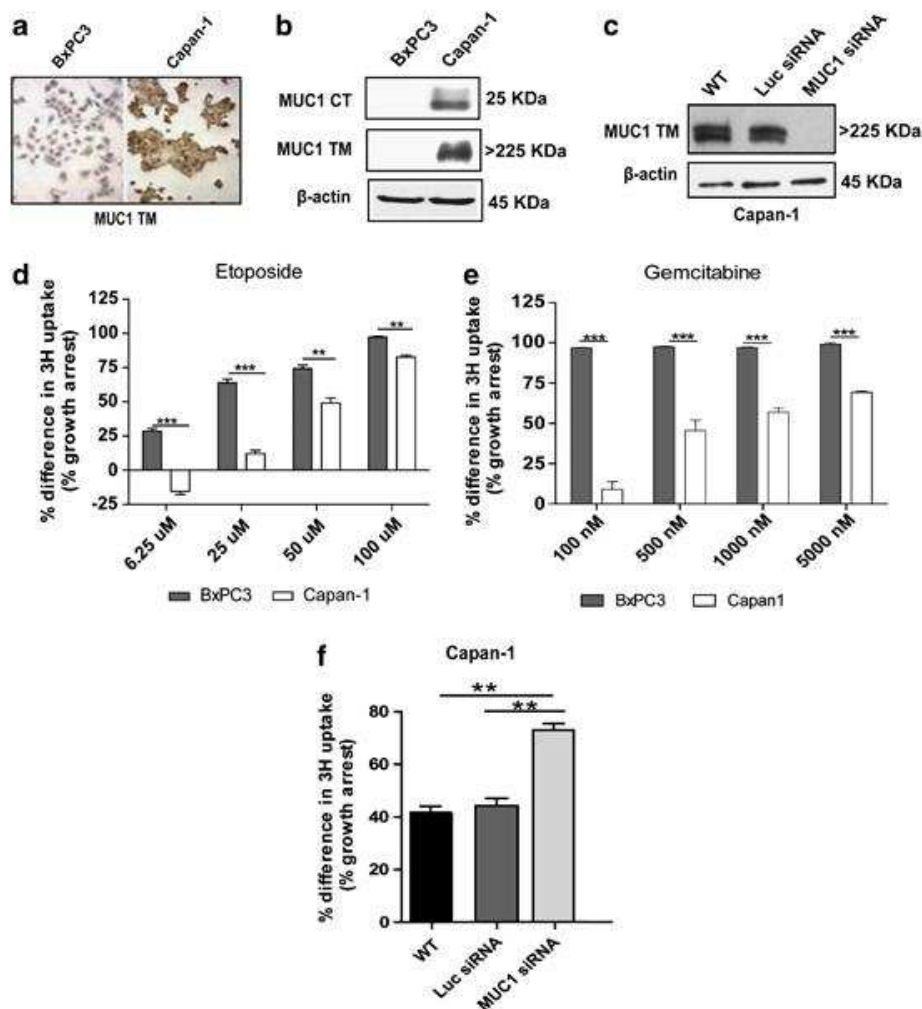 a
BxPC3
Capan-1
MUC1 TM
b
BxPC3
Capan-1
MUC1 CT
25 KDa
MUC1 TM
>225 KDa
β-actin
45 KDa
c
WT
Luc siRNA
MUC1 siRNA
MUC1 TM
>225 KDa
β-actin
45 KDa
Capan-1
d
Etoposide
% difference in 3H uptake
(% growth arrest)
125
100
75
50
25
0
-25
***
***
**
**
6.25 uM
25 uM
50 uM
100 uM
BxPC3
Capan-1
e
Gemcitabine
% difference in 3H uptake
(% growth arrest)
125
100
75
50
25
0
***
***
***
***
100 nM
500 nM
1000 nM
5000 nM
BxPC3
Capan1
f
Capan-1
% difference in 3H uptake
(% growth arrest)
80
60
40
20
0
**
**
WT
Luc siRNA
MUC1 siRNA